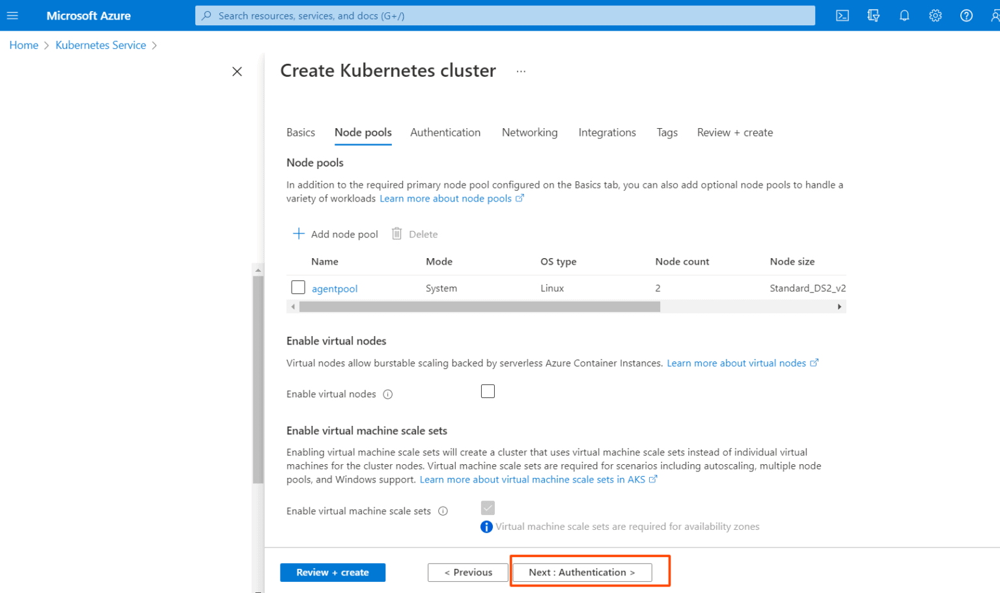 Microsoft Azure
Search resources, services, and docs (G+/)
Home > Kubernetes Service >
Create Kubernetes cluster ...
Basics Node pools Authentication Networking Integrations Tags Review + create
Node pools
In addition to the required primary node pool configured on the Basics tab, you can also add optional node pools to handle a
variety of workloads Learn more about node pools
Add node pool Delete
Name Mode OS type Node count Node size
agentpool System Linux 2 Standard_DS2_v2
Enable virtual nodes
Virtual nodes allow burstable scaling backed by serverless Azure Container Instances. Learn more about virtual nodes
Enable virtual nodes
Enable virtual machine scale sets
Enabling virtual machine scale sets will create a cluster that uses virtual machine scale sets instead of individual virtual
machines for the cluster nodes. Virtual machine scale sets are required for scenarios including autoscaling, multiple node
pools, and Windows support. Learn more about virtual machine scale sets in AKS
Enable virtual machine scale sets
Virtual machine scale sets are required for availability zones
Review + create < Previous Next : Authentication >